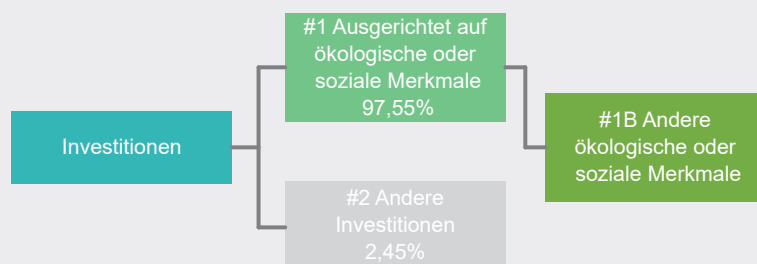 #1 Ausgerichtet auf
ökologische oder
soziale Merkmale
97,55%
Investitionen
#1B Andere
ökologische oder
soziale Merkmale
#2 Andere
Investitionen
2,45%